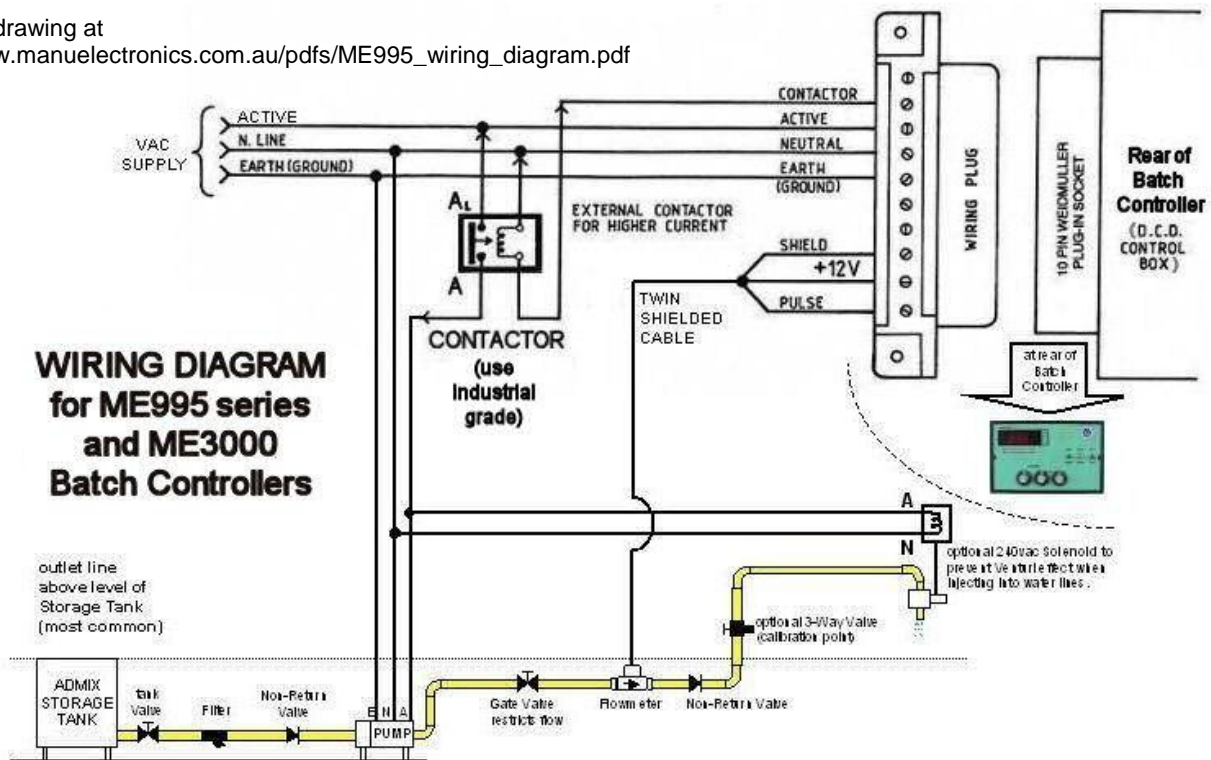 drawing at
w.manuelectronics.com.au/pdfs/ME995_wiring_diagram.pdf
VAC
SUPPLY
ACTIVE
N. LINE
EARTH (GROUND)
CONTACTOR
ACTIVE
NEUTRAL
EARTH
(GROUND)
SHIELD
+12V
PULSE
WIRING PLUG
10 PIN WEIDMULLER
PLUG-IN SOCKET
Rear of
Batch
Controller
(D.C.D.
CONTROL
BOX)
A1
A
EXTERNAL CONTACTOR
FOR HIGHER CURRENT
CONTACTOR
(use
industrial
grade)
TWIN
SHIELDED
CABLE
at rear of
Batch
Controller
WIRING DIAGRAM
for ME995 series
and ME3000
Batch Controllers
A
N
optional 240vac Solenoid to
prevent Venturi effect when
injecting into water lines.
outlet line
above level of
Storage Tank
(most common)
optional 3-Way Valve
(calibration point)
ADMIX
STORAGE
TANK
tank
Valve
Filter
Non-Return
Valve
E N A
PUMP
Gate Valve
restricts flow
Flowmeter
Non-Return Valve